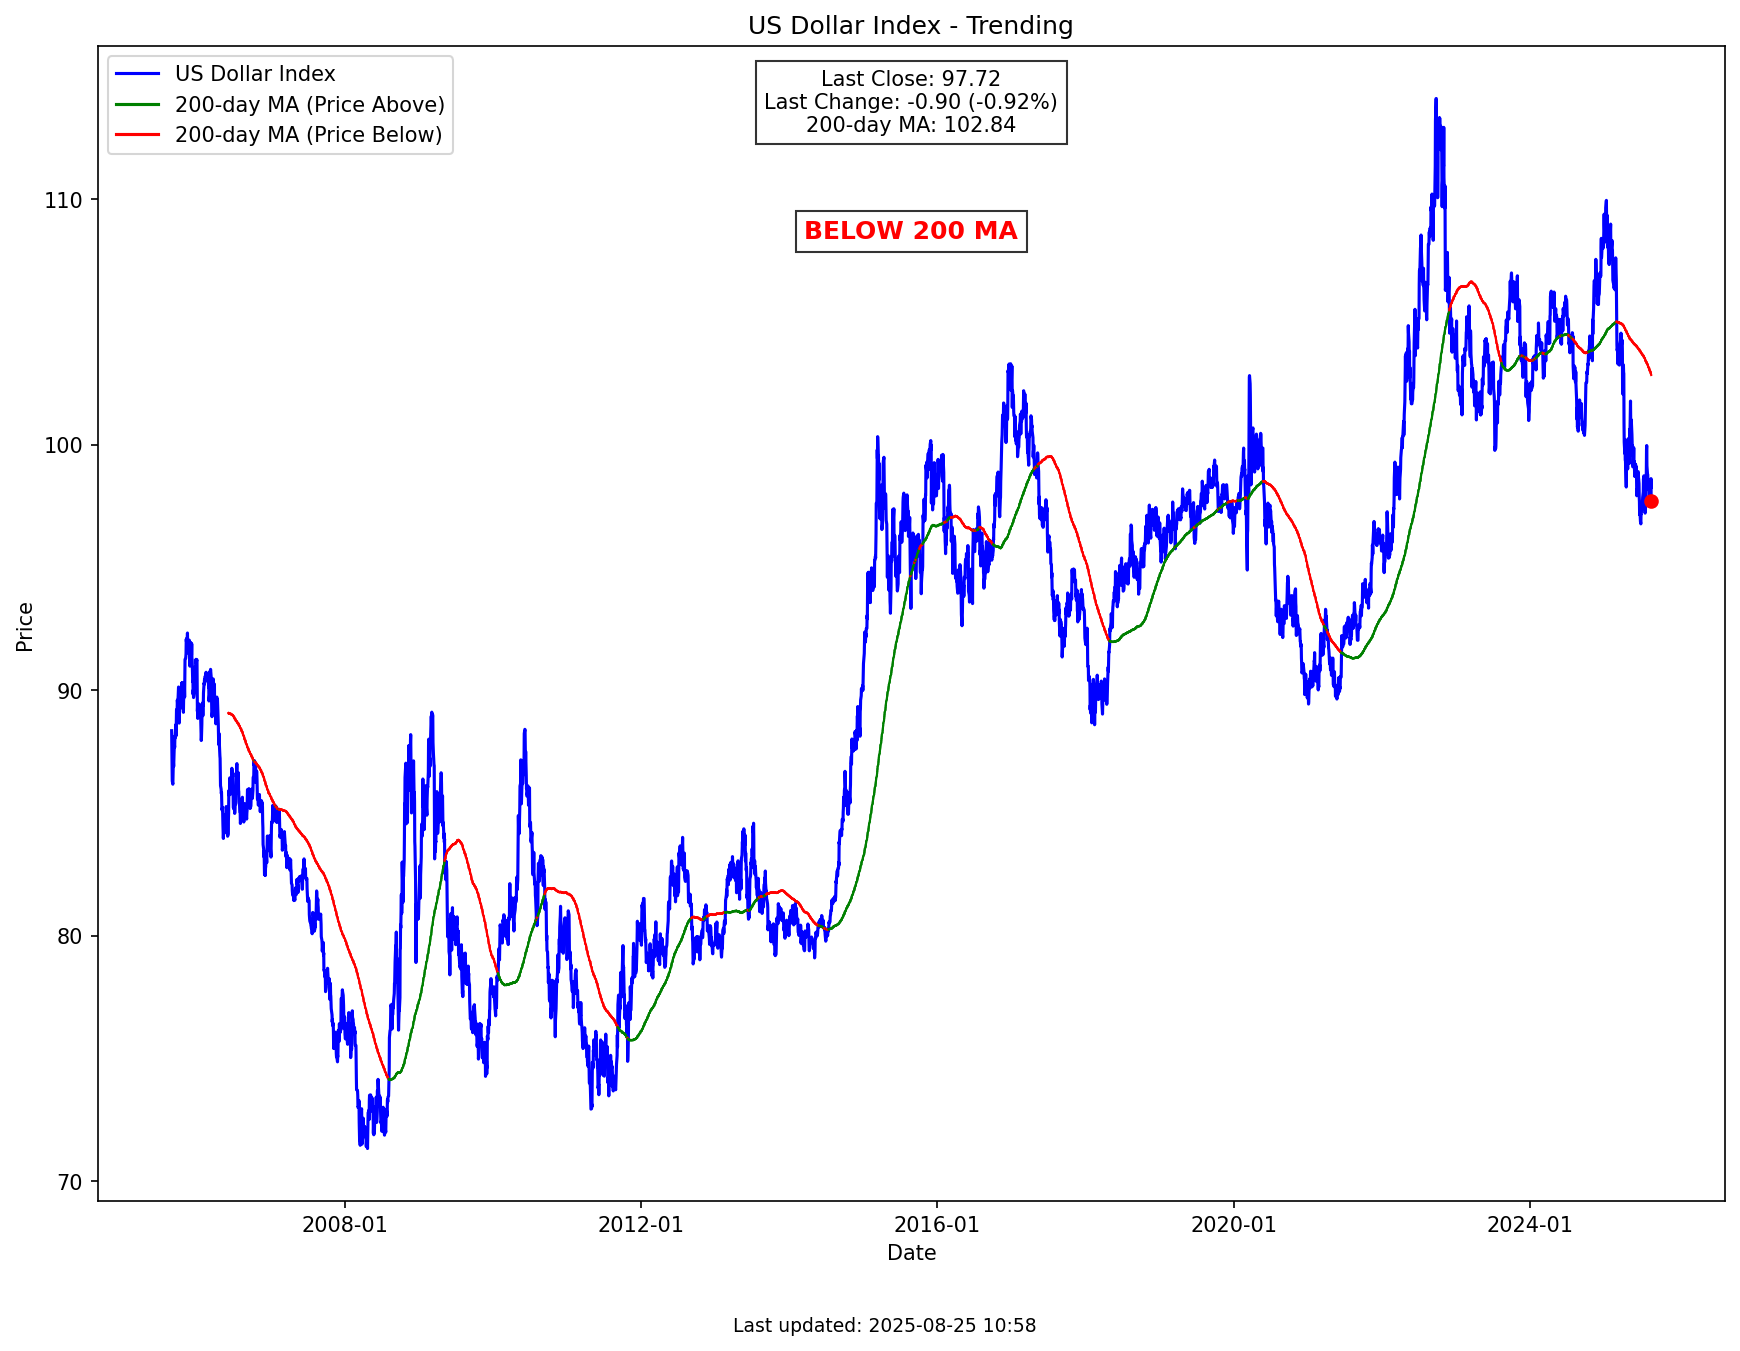 US Dollar Index - Trending
US Dollar Index
200-day MA (Price Above)
200-day MA (Price Below)
Last Close: 97.72
Last Change: -0.90 (-0.92%)
200-day MA: 102.84
BELOW 200 MA
Price
110
100
90
80
70
2008-01
2012-01
2016-01
2020-01
2024-01
Date
Last updated: 2025-08-25 10:58